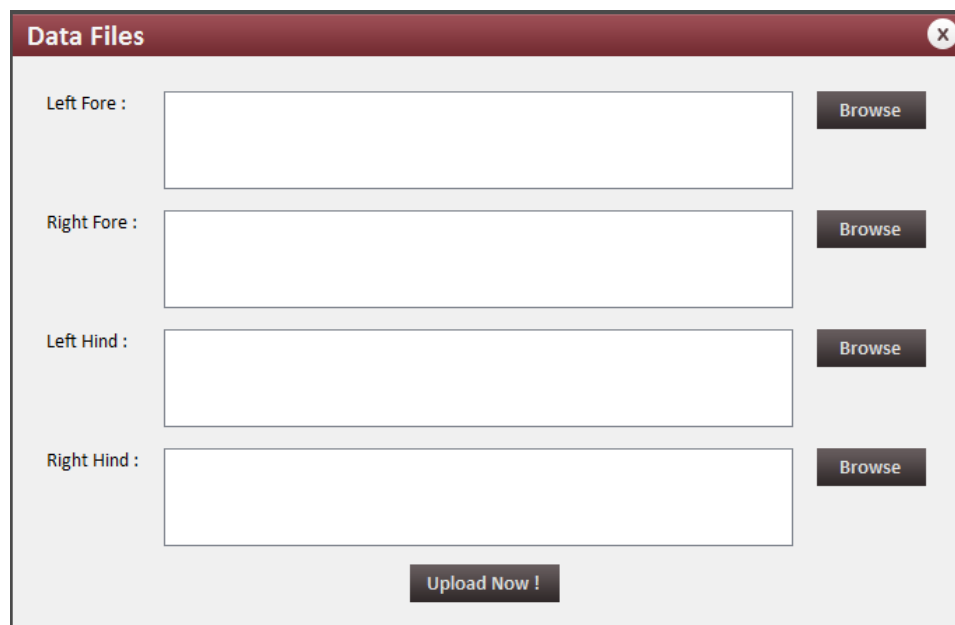 Data Files
x
Left Fore :
Browse
Right Fore :
Browse
Left Hind :
Browse
Right Hind :
Browse
Upload Now !